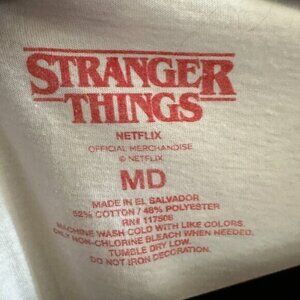 STRANGER
THINGS
NETFLIX
OFFICIAL MERCHANDISE
© NETFLIX
MD
MADE IN EL SALVADOR
52% COTTON / 48% POLYESTER
RN# 117508
MACHINE WASH COLD WITH LIKE COLORS.
ONLY NON-CHLORINE BLEACH WHEN NEEDED.
TUMBLE DRY LOW.
DO NOT IRON DECORATION.